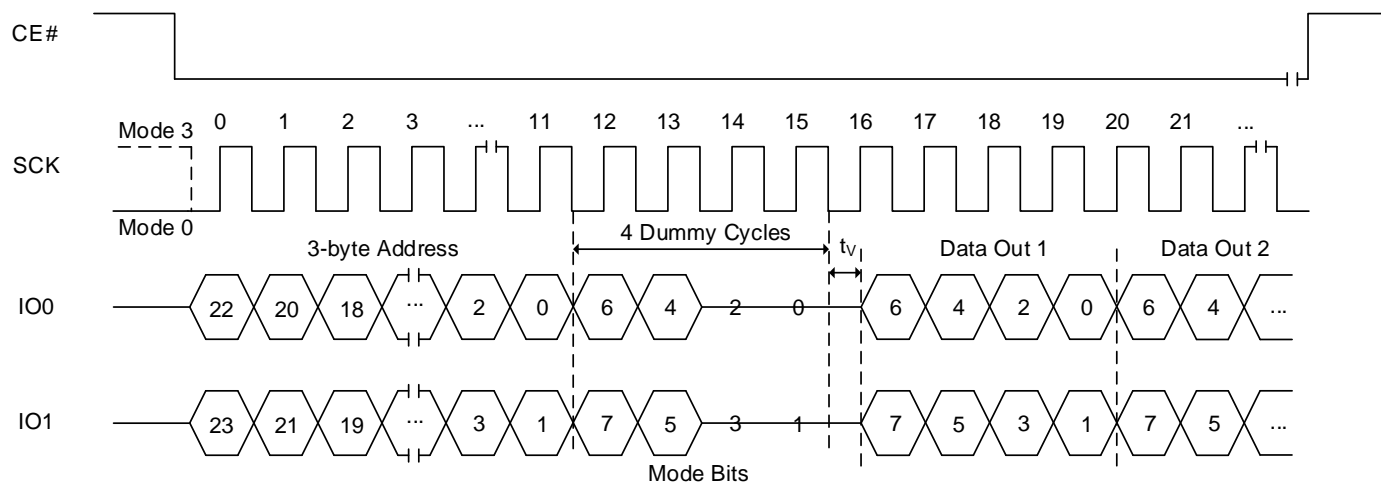 CE#
0 1 2 3 ... 11 12 13 14 15 16 17 18 19 20 21 ...
Mode 3
SCK
Mode 0
3-byte Address 4 Dummy Cycles tV Data Out 1 Data Out 2
IO0 22 20 18 ... 2 0 6 4 2 0 6 4 2 0 6 4 ...
IO1 23 21 19 ... 3 1 7 5 3 1 7 5 3 1 7 5 ...
Mode Bits